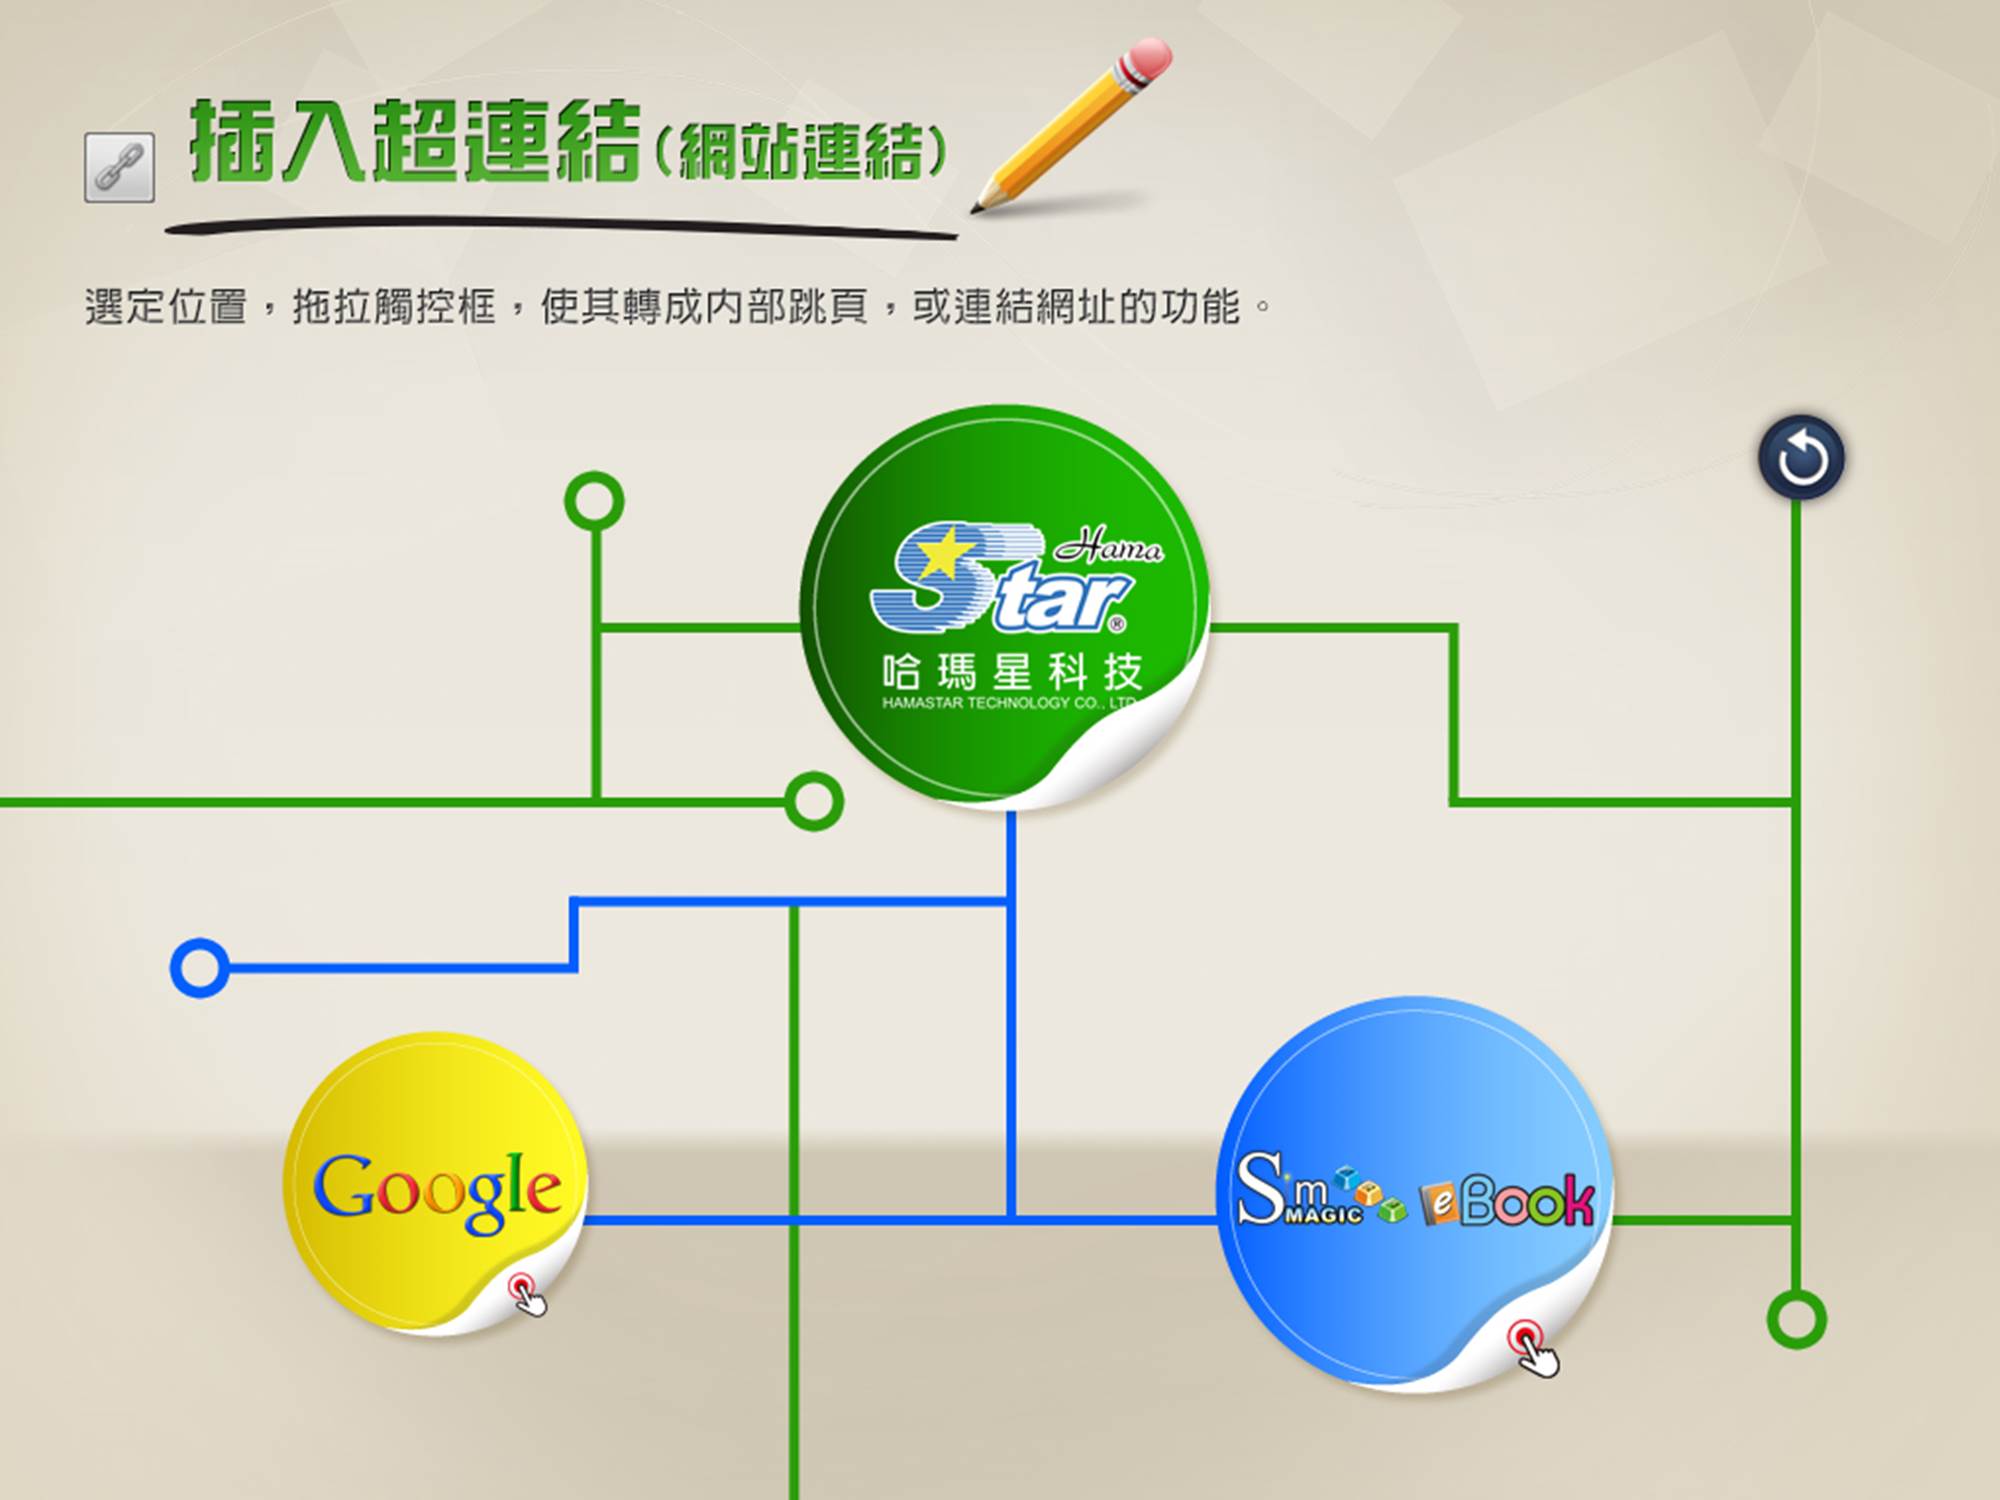 插入超連結(網站連結)
選定位置，拖拉觸控框，使其轉成內部跳頁，或連結網址的功能。
Hama
Star®
哈瑪星科技
HAMASTAR TECHNOLOGY CO., LTD
Google
S'm
MAGIC
eBook